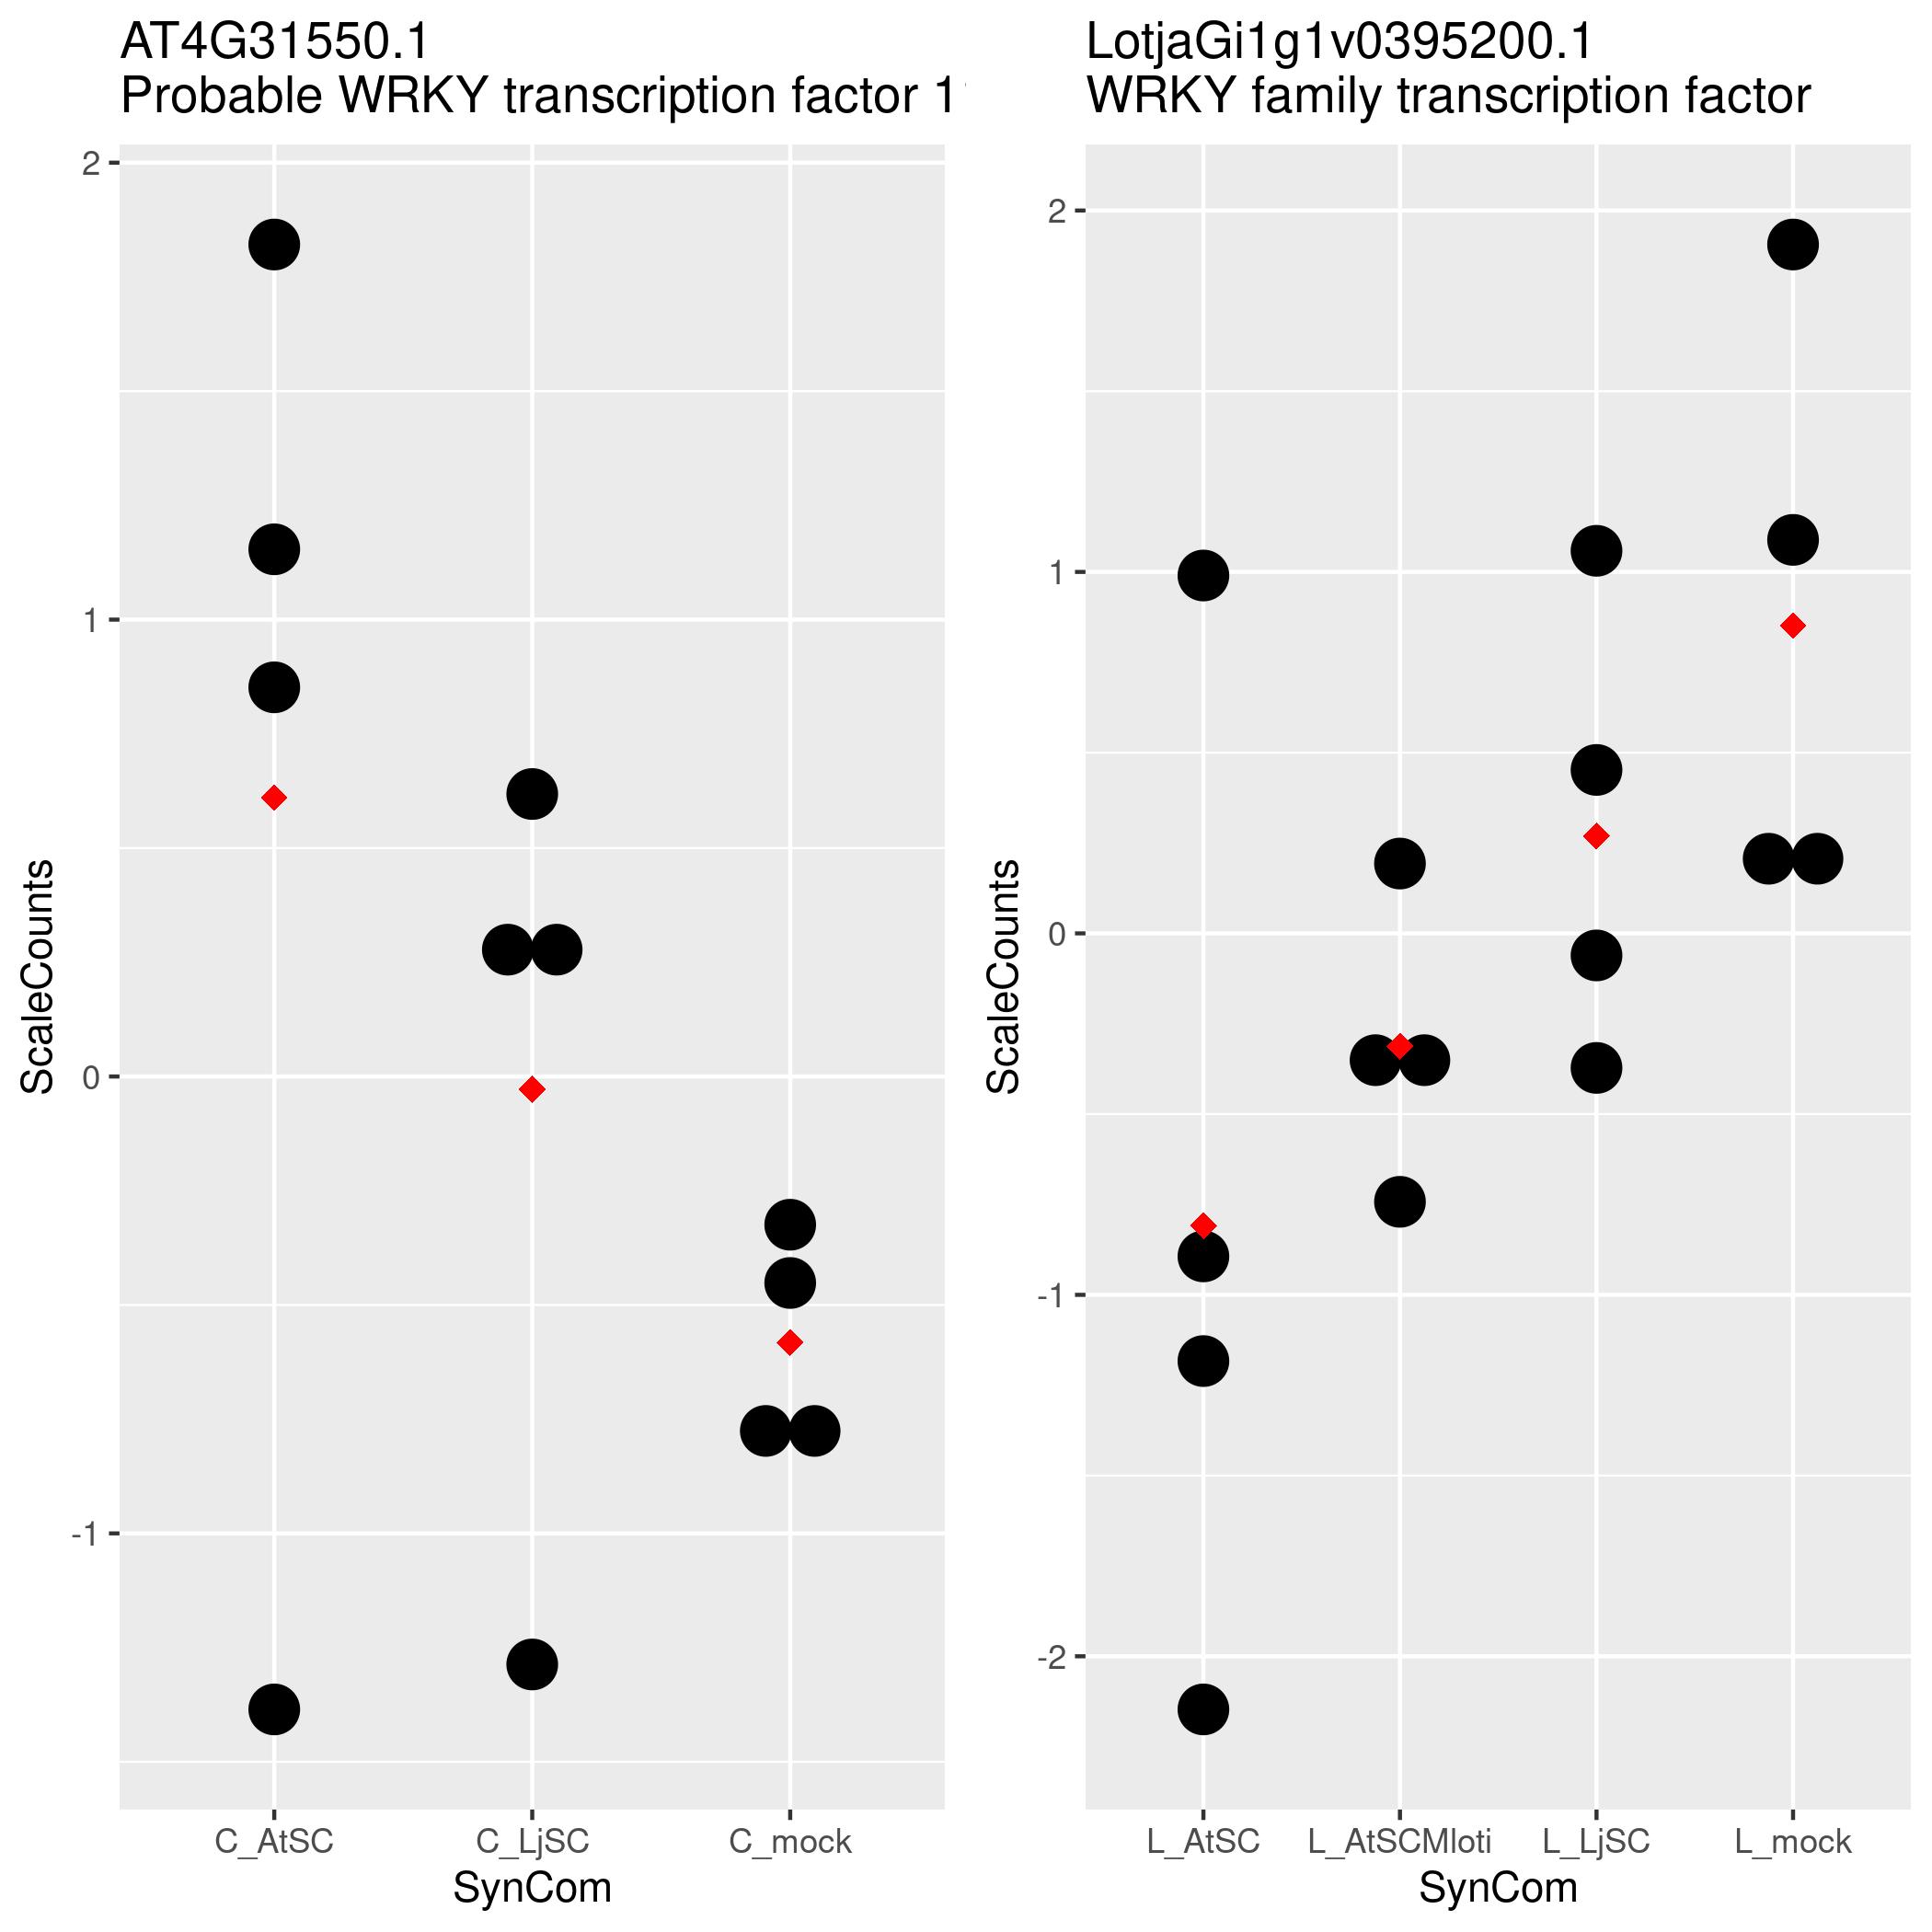 AT4G31550.1
Probable WRKY transcription factor 1
2
1
0
-1
ScaleCounts
C_AtSC C_LjSC C_mock
SynCom
LotjaGi1g1v0395200.1
WRKY family transcription factor
2
1
0
-1
-2
ScaleCounts
L_AtSC L_AtSCMloti L_LjSC L_mock
SynCom